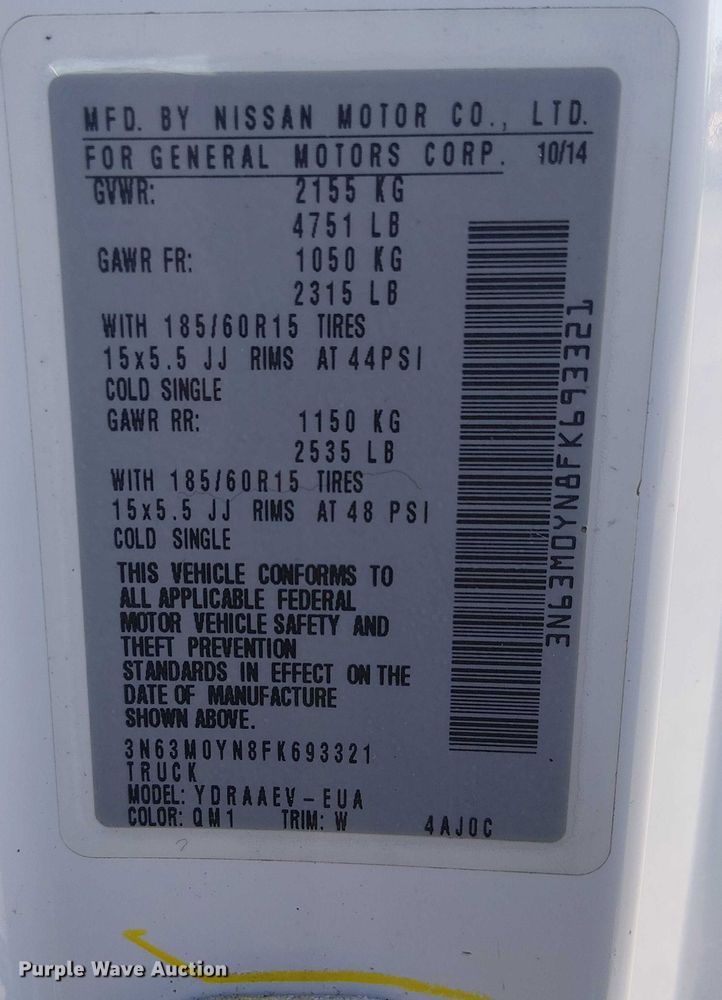 MFD. BY NISSAN MOTOR CO., LTD.
FOR GENERAL MOTORS CORP. 10/14
GVWR: 2155 KG
4751 LB
GAWR FR: 1050 KG
2315 LB
WITH 185/60R15 TIRES
15x5.5 JJ RIMS AT 44PSI
COLD SINGLE
GAWR RR: 1150 KG
2535 LB
WITH 185/60R15 TIRES
15x5.5 JJ RIMS AT 48 PSI
COLD SINGLE
THIS VEHICLE CONFORMS TO
ALL APPLICABLE FEDERAL
MOTOR VEHICLE SAFETY AND
THEFT PREVENTION
STANDARDS IN EFFECT ON THE
DATE OF MANUFACTURE
SHOWN ABOVE.
3N63M0YN8FK693321
TRUCK
MODEL: YDRAAEV-EUA
COLOR: QM1 TRIM: W 4AJ0C
3N63M0YN8FK693321
Purple Wave Auction